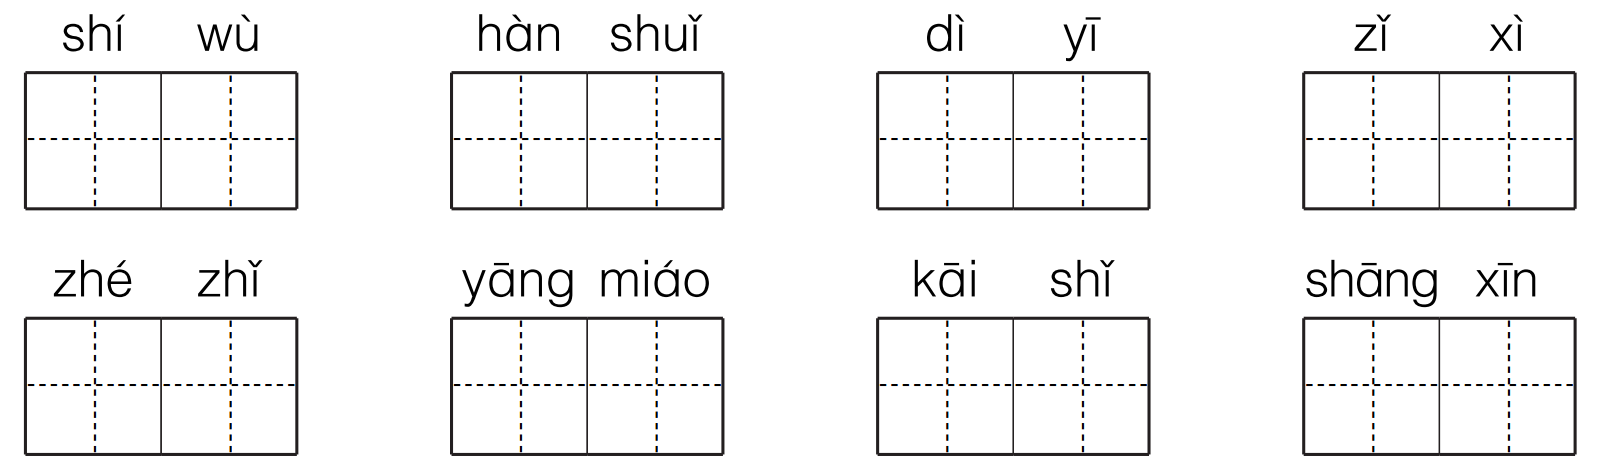 shí wù hàn shuǐ dì yī zǐ xì
zhé zhǐ yāng miáo kāi shǐ shāng xīn